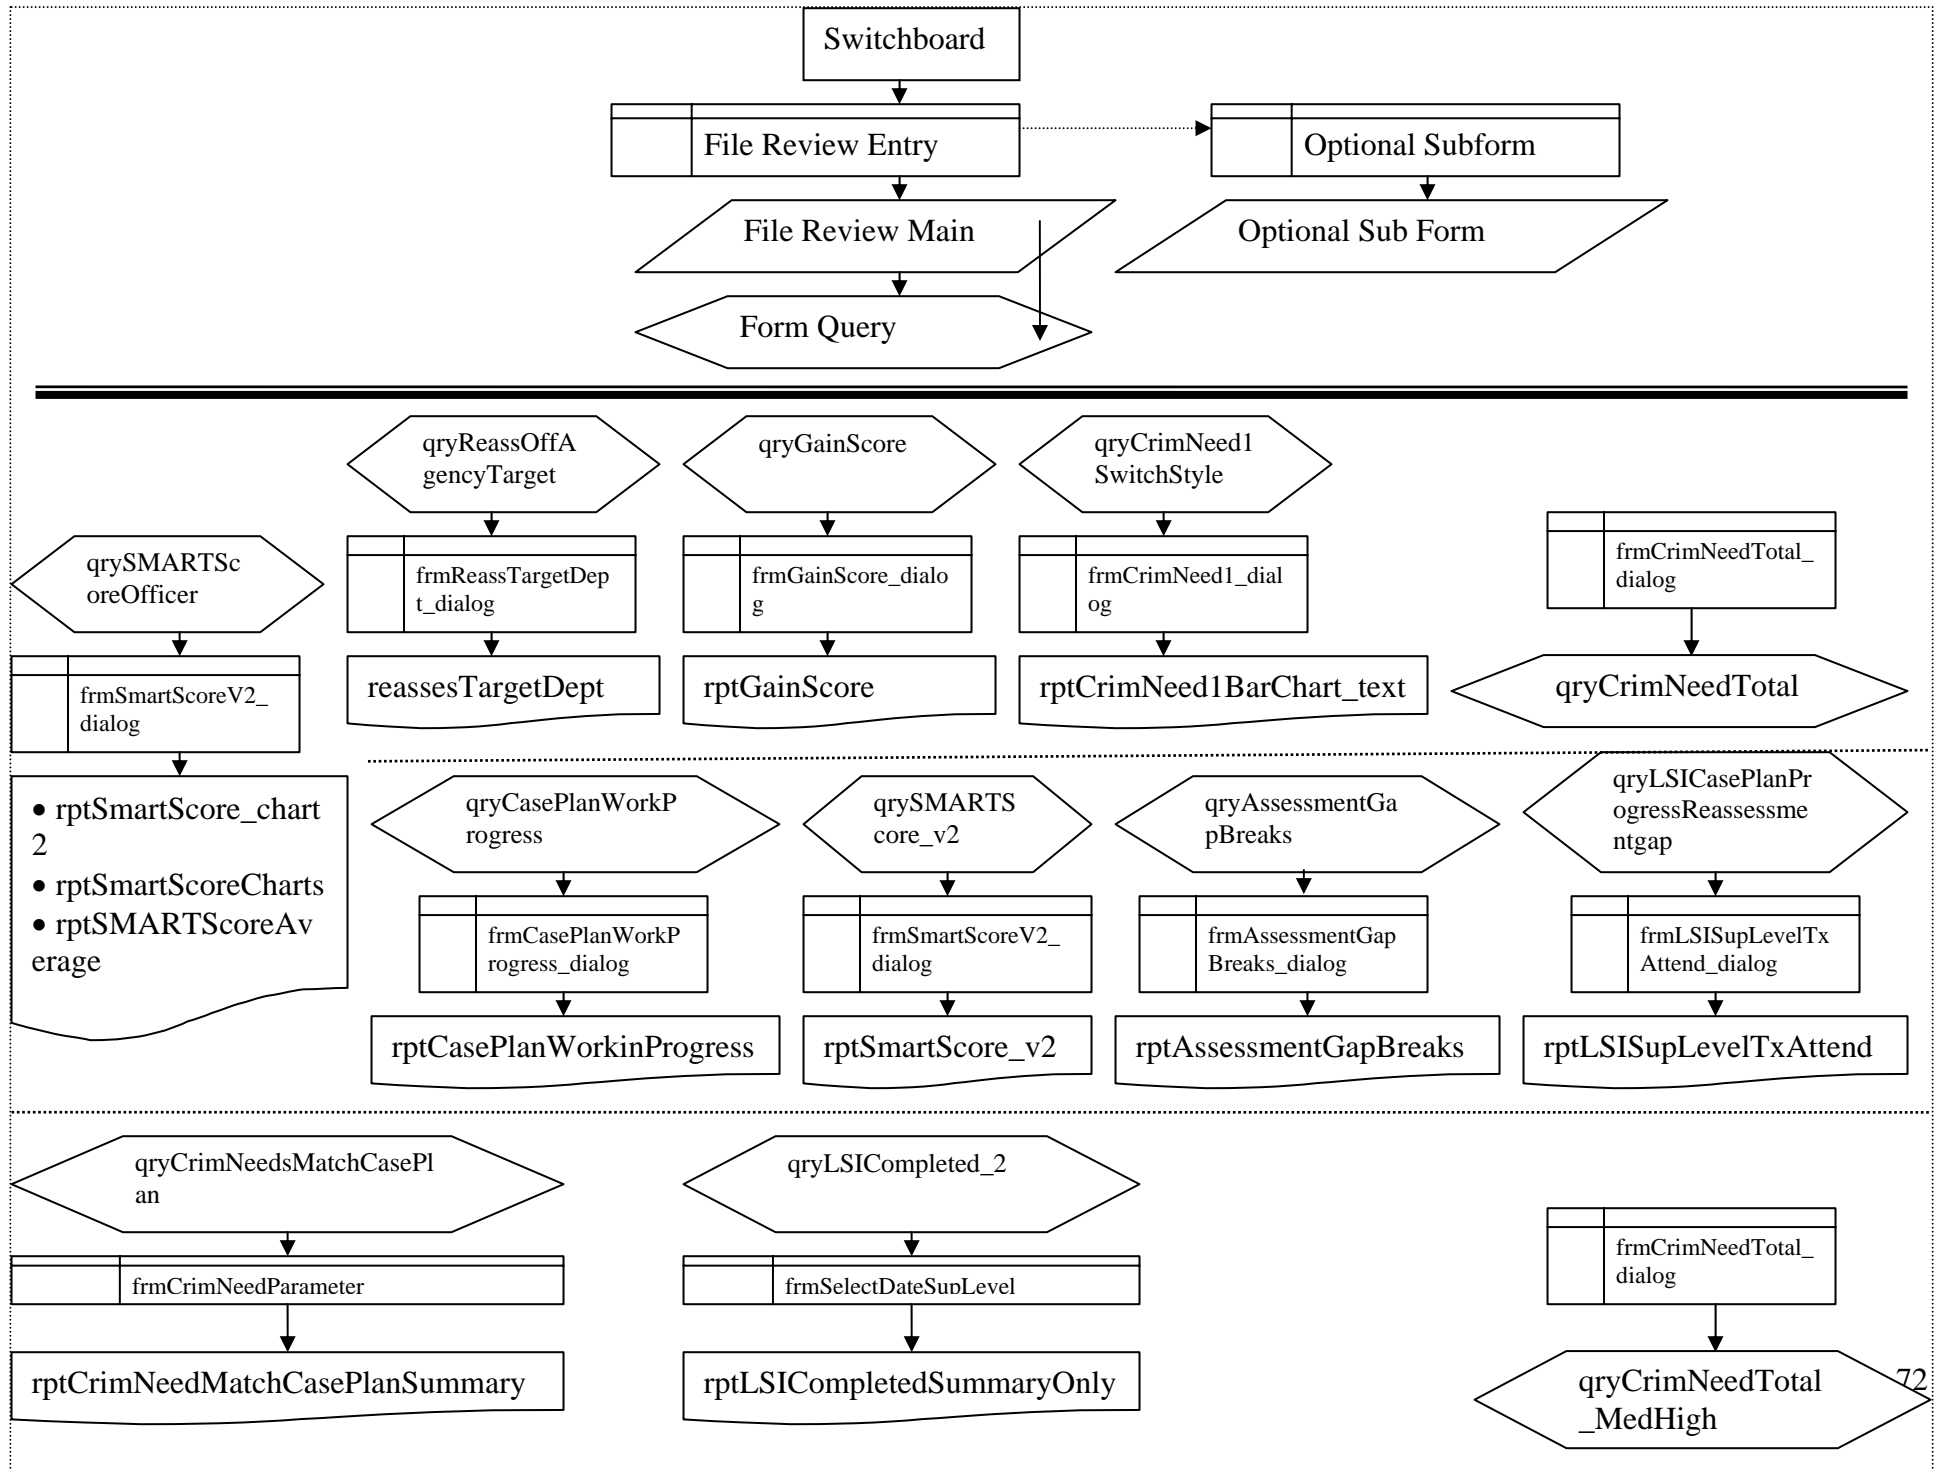 Switchboard
File Review Entry
Optional Subform
File Review Main
Optional Sub Form
Form Query
qryReassOffA
gencyTarget
qryGainScore
qryCrimNeed1
SwitchStyle
qrySMARTSc
oreOfficer
frmReassTargetDep
t_dialog
frmGainScore_dialo
g
frmCrimNeed1_dial
og
frmCrimNeedTotal_
dialog
frmSmartScoreV2_
dialog
reassesTargetDept
rptGainScore
rptCrimNeed1BarChart_text
qryCrimNeedTotal
• rptSmartScore_chart
2
• rptSmartScoreCharts
• rptSMARTScoreAv
erage
qryCasePlanWorkP
rogress
qrySMARTS
core_v2
qryAssessmentGa
pBreaks
qryLSICasePlanPr
ogressReassessme
ntgap
frmCasePlanWorkP
rogress_dialog
frmSmartScoreV2_
dialog
frmAssessmentGap
Breaks_dialog
frmLSISupLevelTx
Attend_dialog
rptCasePlanWorkinProgress
rptSmartScore_v2
rptAssessmentGapBreaks
rptLSISupLevelTxAttend
qryCrimNeedsMatchCasePl
an
qryLSICompleted_2
frmCrimNeedParameter
frmSelectDateSupLevel
frmCrimNeedTotal_
dialog
rptCrimNeedMatchCasePlanSummary
rptLSICompletedSummaryOnly
qryCrimNeedTotal
_MedHigh
72